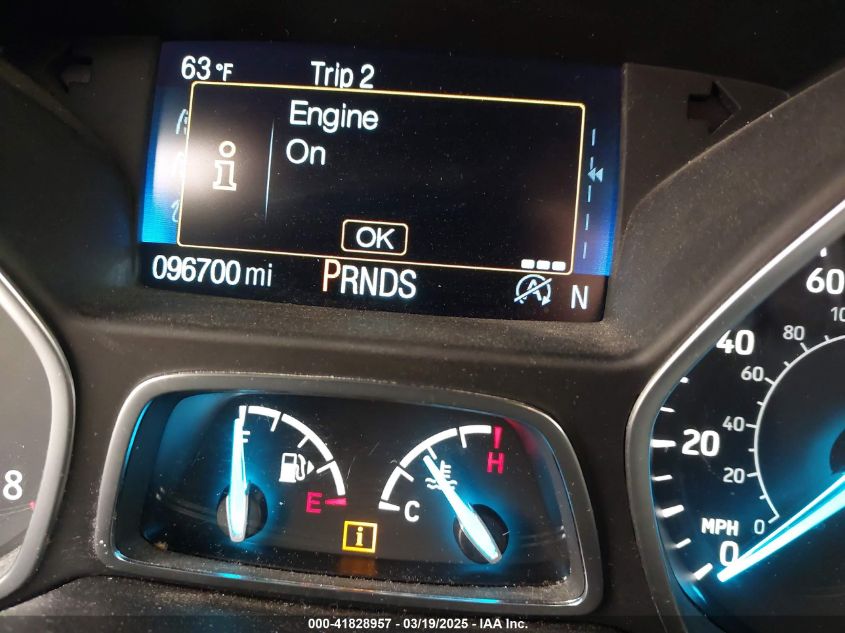 63°F Trip 2
Engine
On
i
OK
096700 mi PRNDS A N
F
E
i
C
H
8
60
40
20
0
MPH
80
60
40
20
0
000-41828957 - 03/19/2025 - IAA Inc.